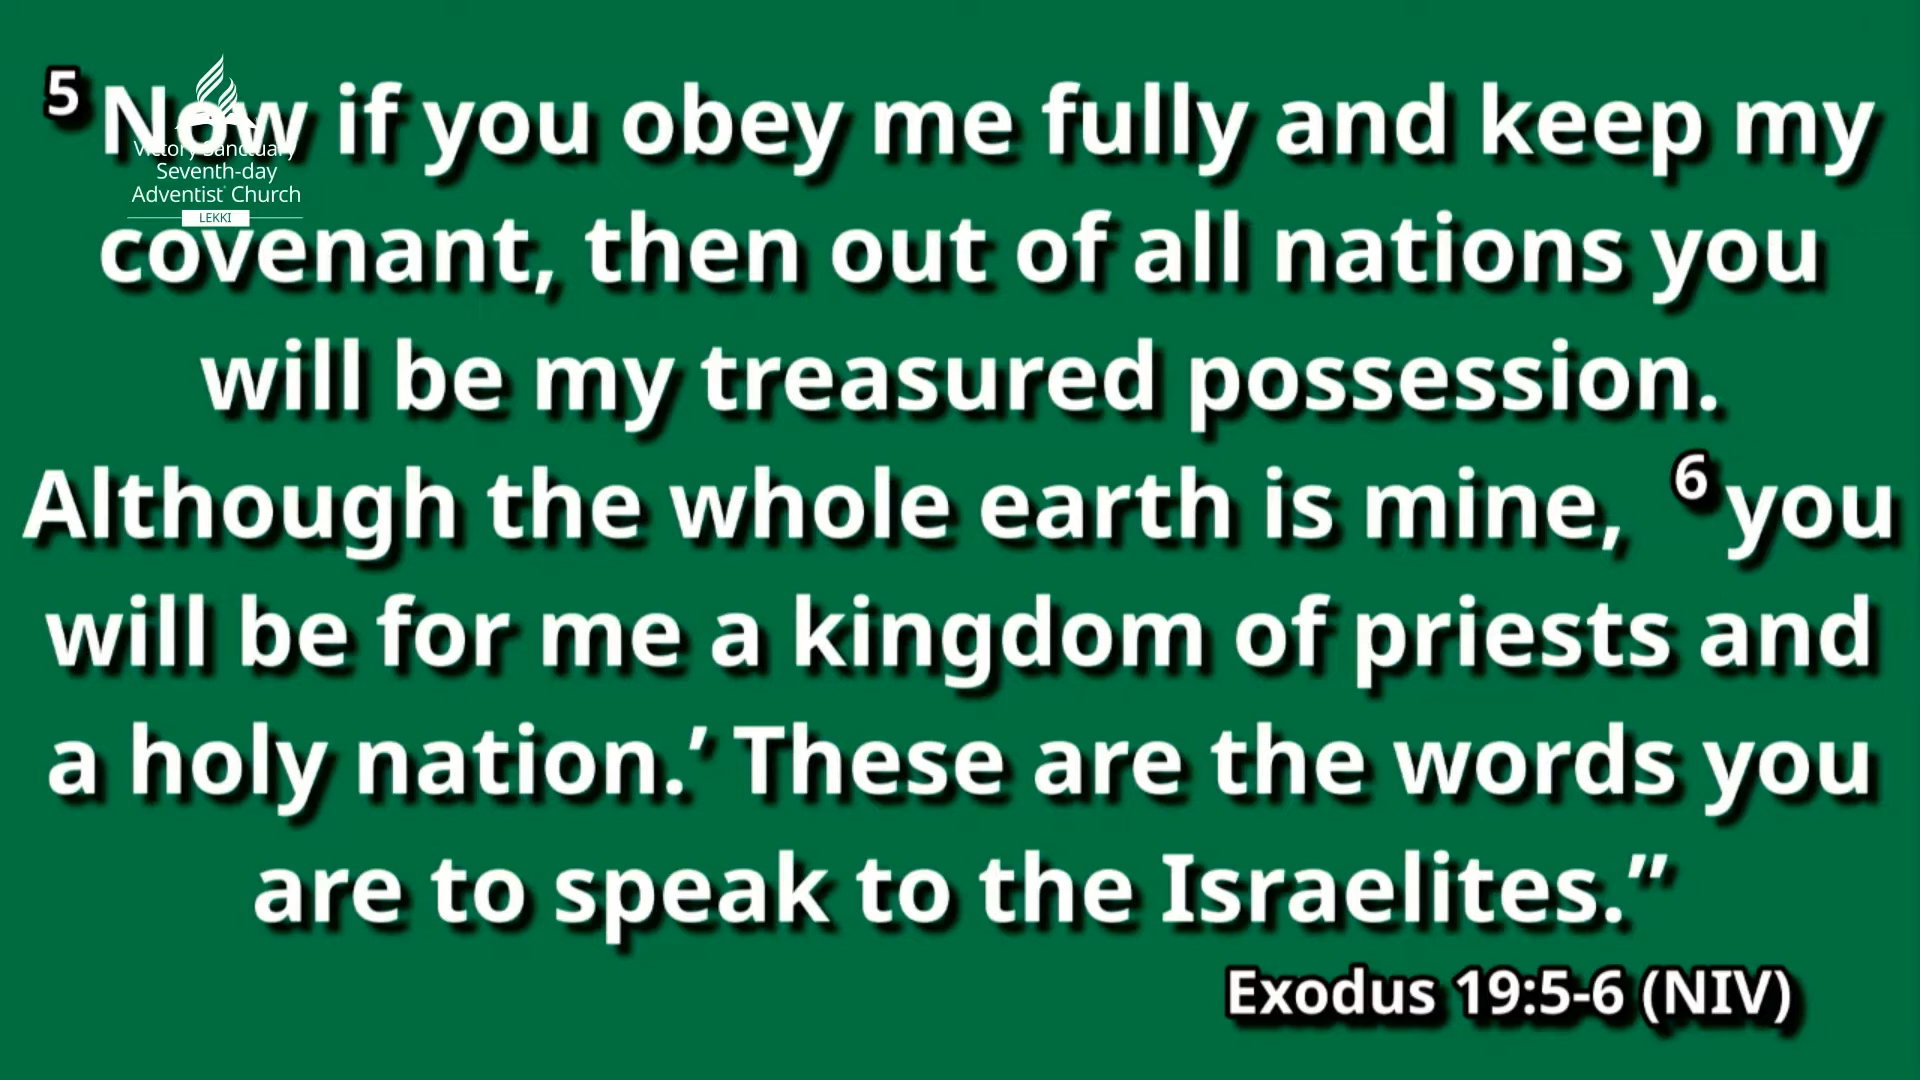 5 Now if you obey me fully and keep my
covenant, then out of all nations you
will be my treasured possession.
Although the whole earth is mine, 6 you
will be for me a kingdom of priests and
a holy nation.’ These are the words you
are to speak to the Israelites.”
Exodus 19:5-6 (NIV)
Victory Sanctuary
Seventh-day
Adventist Church
LEKKI